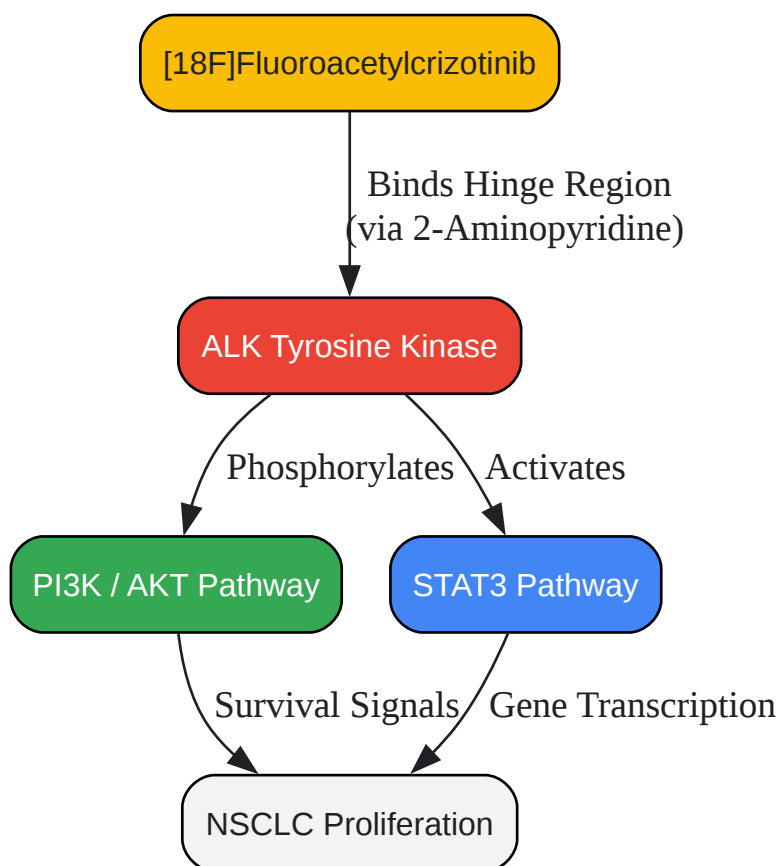 [18F]Fluoroacetylcrizotinib
Binds Hinge Region
(via 2-Aminopyridine)
ALK Tyrosine Kinase
Phosphorylates
Activates
PI3K / AKT Pathway
STAT3 Pathway
Survival Signals
Gene Transcription
NSCLC Proliferation